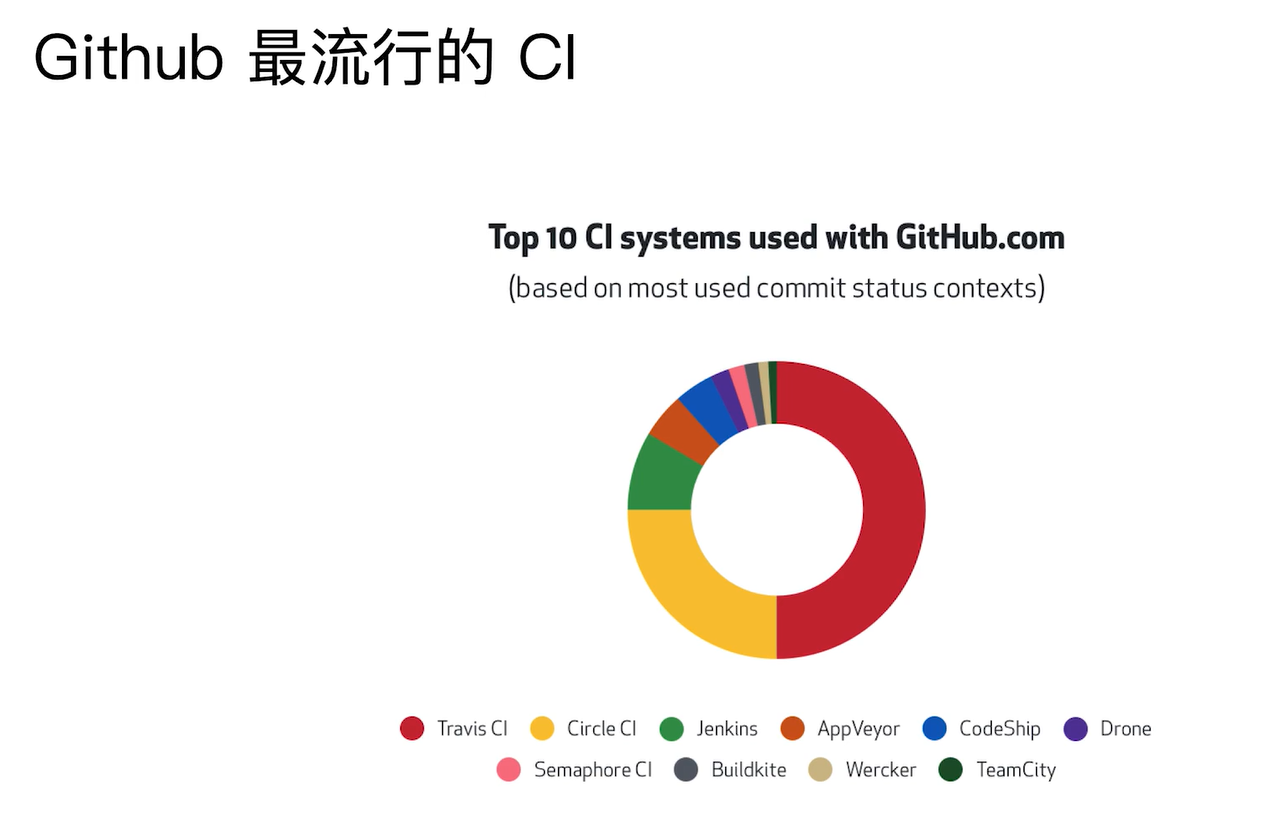 Github 最流行的 CI
Top 10 CI systems used with GitHub.com
(based on most used commit status contexts)
Travis CI Circle CI Jenkins AppVeyor CodeShip Drone
Semaphore CI Buildkite Wercker TeamCity